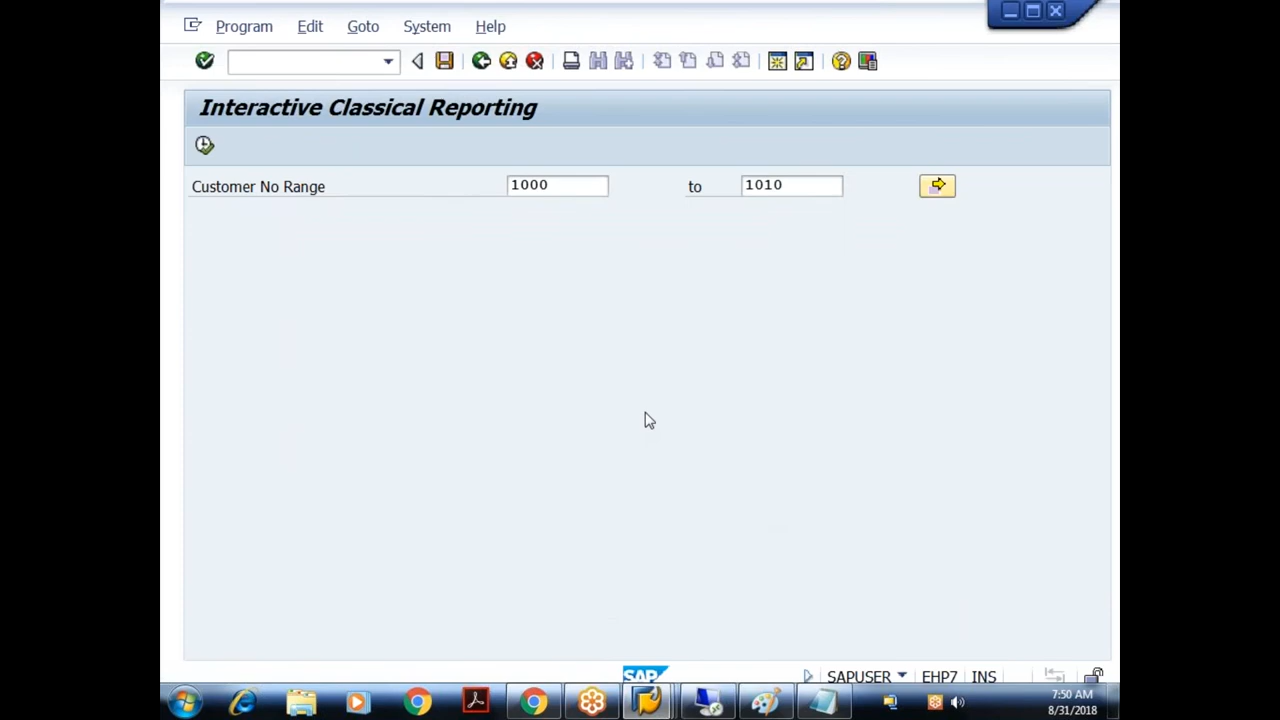 Program Edit Goto System Help
Interactive Classical Reporting
Customer No Range 1000 to 1010
SAP SAPUSER EHP7 INS
7:50 AM
8/31/2018